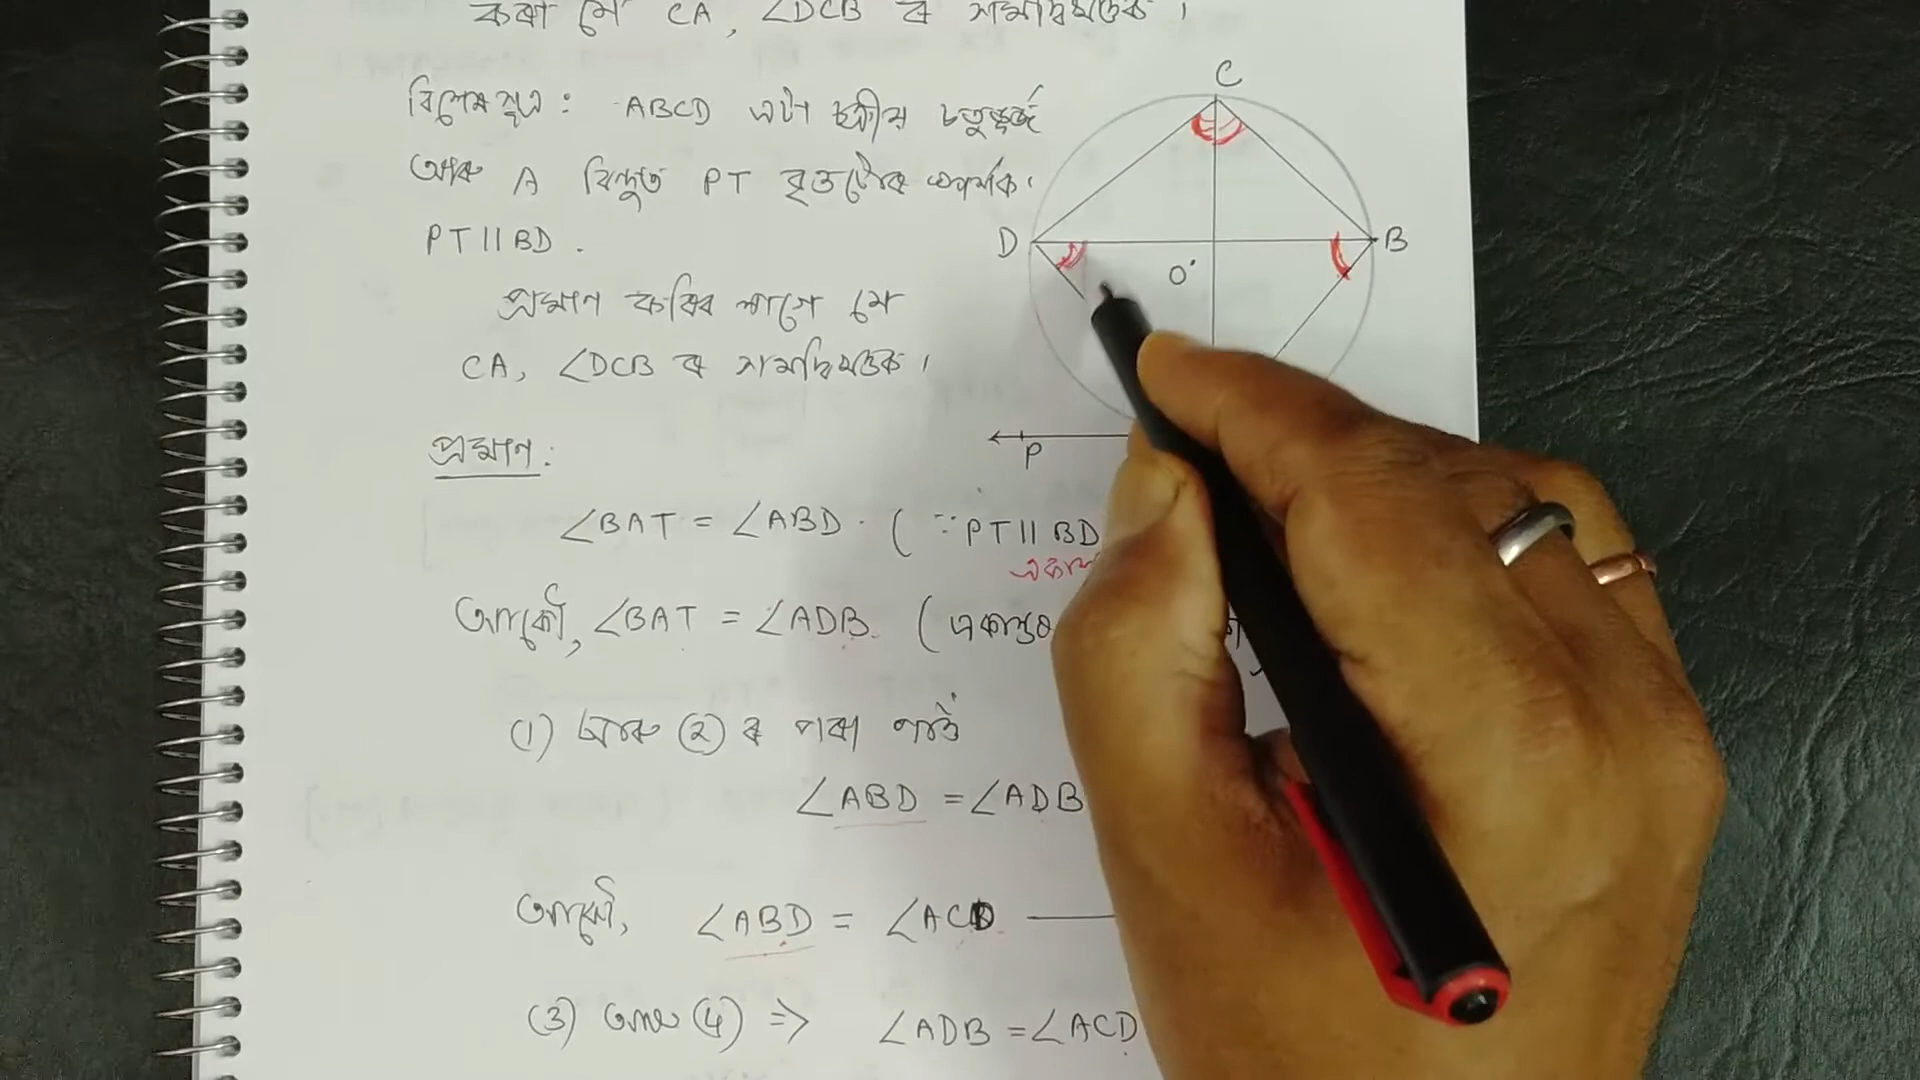 কৰা যে CA, ∠DCB ৰ সমদ্বিখণ্ডক।
বিশেষ সূত্ৰ: ABCD এটা চক্ৰীয় চতুৰ্ভুজ
আৰু A বিন্দুত PT বৃত্তটোৰ স্পৰ্শক।
PT || BD.
প্ৰমাণ কৰিব লাগে যে
CA, ∠DCB ৰ সমদ্বিখণ্ডক।
প্ৰমাণ:
∠BAT = ∠ABD. (∵ PT || BD
আকৌ, ∠BAT = ∠ADB. (একান্তৰ
(1) আৰু (২) ৰ পৰা পাওঁ
∠ABD = ∠ADB
আকৌ, ∠ABD = ∠ACD
(3) আৰু (4) => ∠ADB = ∠ACD
C
D
B
O
P